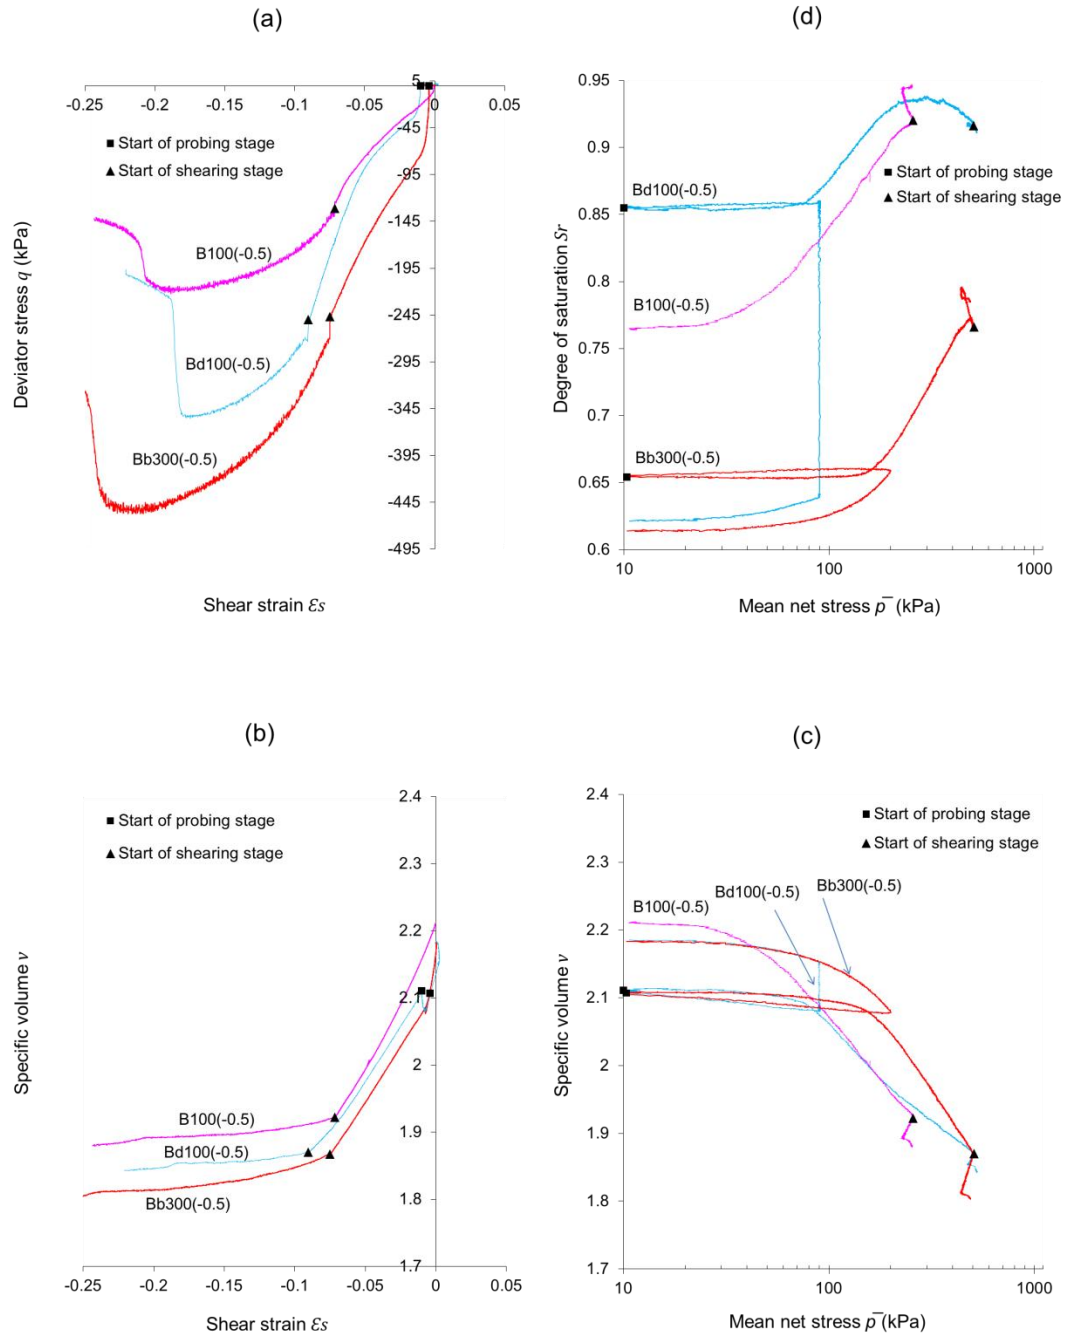 (a)
5
-0.25
-0.2
-0.15
-0.1
-0.05
0
0.05
Start of probing stage
Start of shearing stage
-45
-95
-145
-195
-245
-295
-345
-395
-445
-495
B100(-0.5)
Bd100(-0.5)
Bb300(-0.5)
Deviator stress q (kPa)
Shear strain Ɛs
(d)
0.95
0.9
0.85
0.8
0.75
0.7
0.65
0.6
Start of probing stage
Start of shearing stage
Bd100(-0.5)
B100(-0.5)
Bb300(-0.5)
10
100
1000
Degree of saturation Sr
Mean net stress p̅ (kPa)
(b)
2.4
2.3
2.2
2.1
2
1.9
1.8
1.7
Start of probing stage
Start of shearing stage
B100(-0.5)
Bd100(-0.5)
Bb300(-0.5)
-0.25
-0.2
-0.15
-0.1
-0.05
0
0.05
Specific volume v
Shear strain Ɛs
(c)
2.4
2.3
2.2
2.1
2
1.9
1.8
1.7
Start of probing stage
Start of shearing stage
B100(-0.5)
Bd100(-0.5)
Bb300(-0.5)
10
100
1000
Specific volume v
Mean net stress p̅ (kPa)